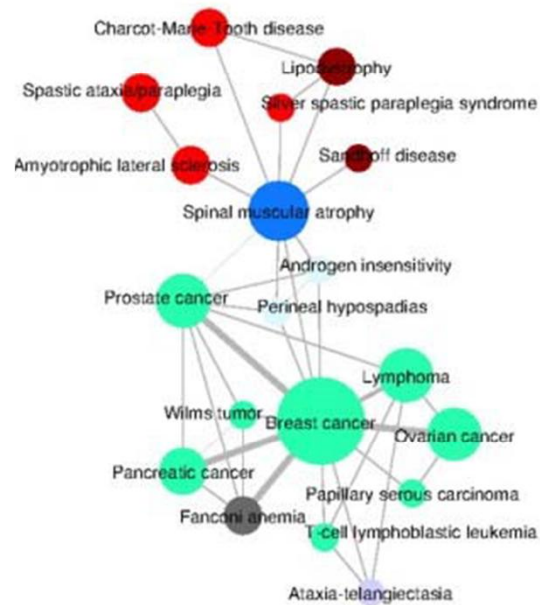 Charcot-Marie-Tooth disease
Lipodystrophy
Spastic ataxia/paraplegia
Silver spastic paraplegia syndrome
Sandhoff disease
Amyotrophic lateral sclerosis
Spinal muscular atrophy
Androgen insensitivity
Prostate cancer
Perineal hypospadias
Lymphoma
Wilms tumor
Breast cancer
Ovarian cancer
Pancreatic cancer
Papillary serous carcinoma
Fanconi anemia
T-cell lymphoblastic leukemia
Ataxia-telangiectasia